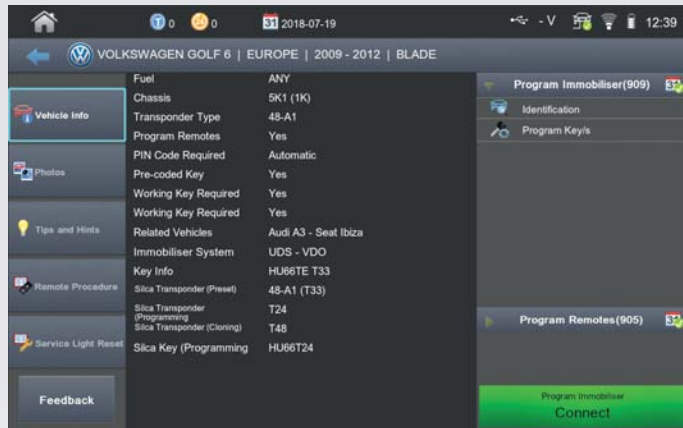 0 0 31 2018-07-19 - V 12:39
VOLKSWAGEN GOLF 6 | EUROPE | 2009 - 2012 | BLADE
Vehicle Info
Photos
Tips and Hints
Remote Procedure
Service Light Reset
Feedback
Fuel ANY
Chassis 5K1 (1K)
Transponder Type 48-A1
Program Remotes Yes
PIN Code Required Automatic
Pre-coded Key Yes
Working Key Required Yes
Working Key Required Yes
Related Vehicles Audi A3 - Seat Ibiza
Immobiliser System UDS - VDO
Key Info HU66TE T33
Silca Transponder (Preset) 48-A1 (T33)
Silca Transponder
(Programming T24
Silca Transponder (Cloning) T48
Silca Key (Programming HU66T24
Program Immobiliser(909) 31
Identification
Program Key/s
Program Remotes(905) 31
Program Immobiliser
Connect